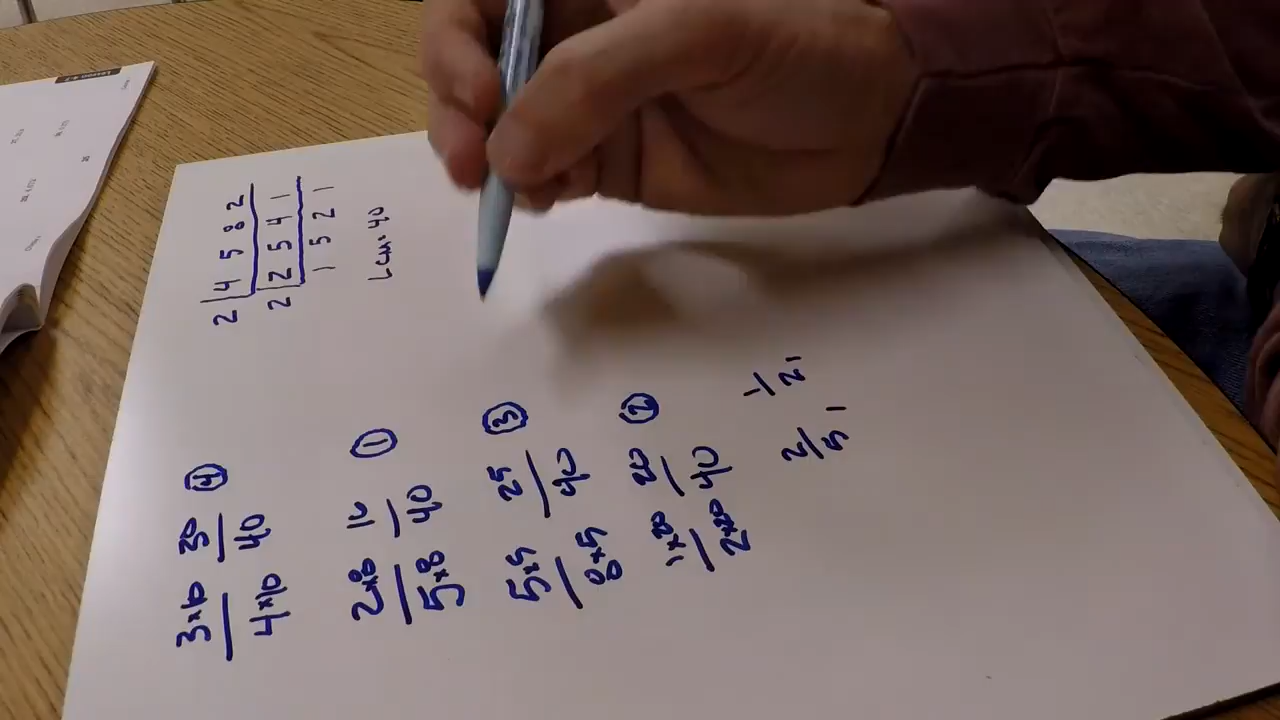 2 | 4 5 8 2
2 | 2 5 4 1
1 5 2 1
LCM=40
3×10/4×10 30/40 ④
2×8/5×8 16/40 ①
5×5/8×5 25/40 ③
1×20/2×20 20/40 ②
2/5, 1/2,